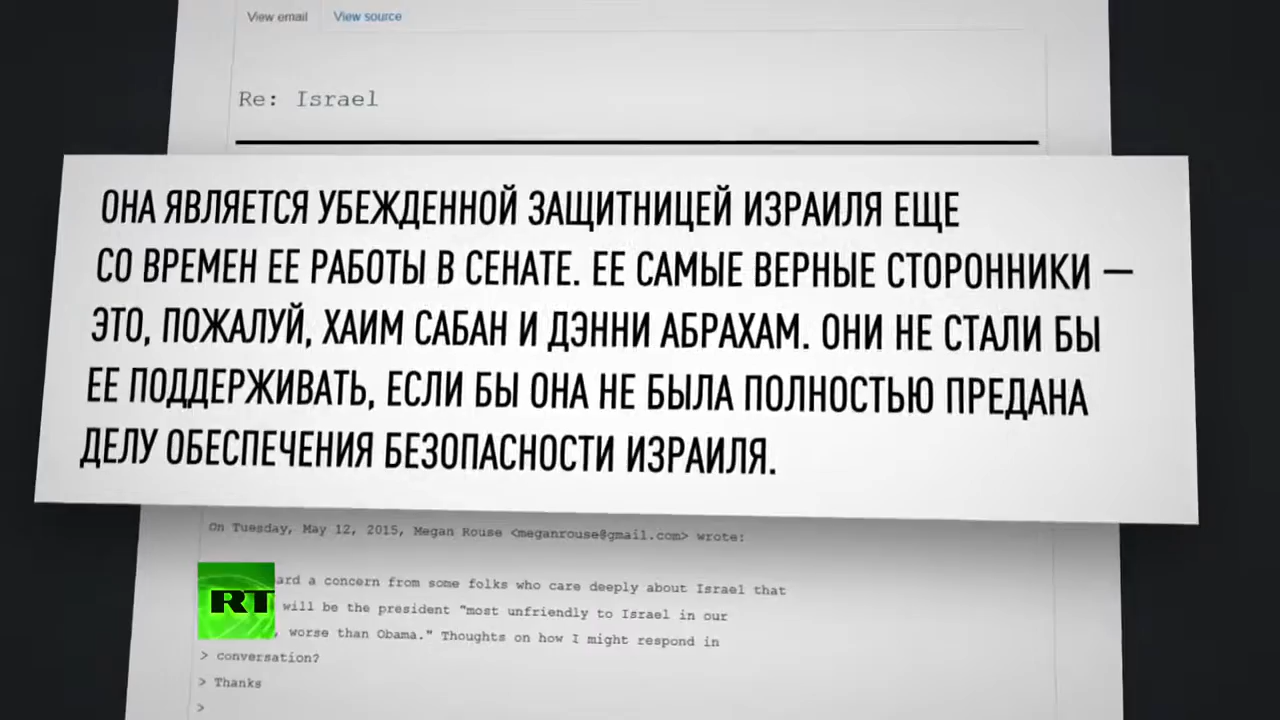 View email View source
Re: Israel
ОНА ЯВЛЯЕТСЯ УБЕЖДЕННОЙ ЗАЩИТНИЦЕЙ ИЗРАИЛЯ ЕЩЕ
СО ВРЕМЕН ЕЕ РАБОТЫ В СЕНАТЕ. ЕЕ САМЫЕ ВЕРНЫЕ СТОРОННИКИ —
ЭТО, ПОЖАЛУЙ, ХАИМ САБАН И ДЭННИ АБРАХАМ. ОНИ НЕ СТАЛИ БЫ
ЕЕ ПОДДЕРЖИВАТЬ, ЕСЛИ БЫ ОНА НЕ БЫЛА ПОЛНОСТЬЮ ПРЕДАНА
ДЕЛУ ОБЕСПЕЧЕНИЯ БЕЗОПАСНОСТИ ИЗРАИЛЯ.
On Tuesday, May 12, 2015, Megan Rouse <meganrouse@gmail.com> wrote:
ard a concern from some folks who care deeply about Israel that
RT will be the president "most unfriendly to Israel in our
, worse than Obama." Thoughts on how I might respond in
> conversation?
> Thanks
>